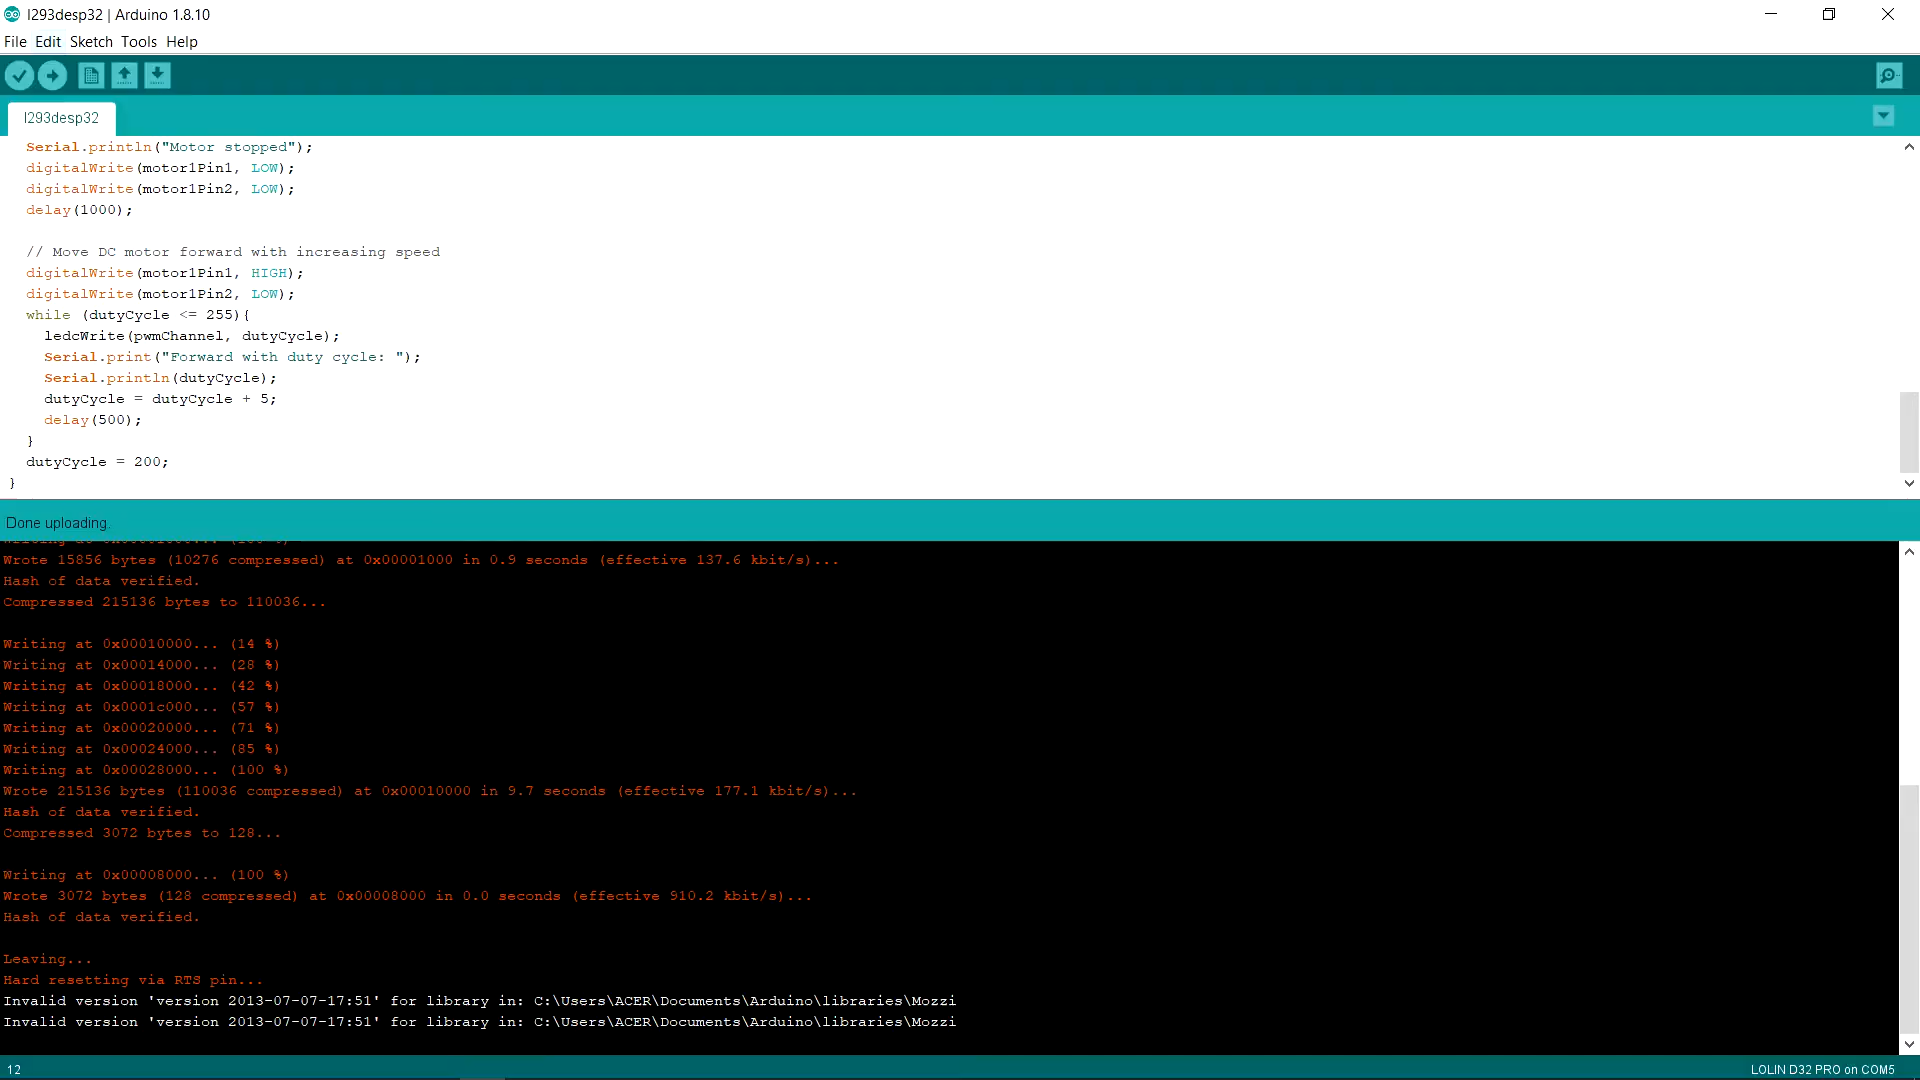 l293desp32 | Arduino 1.8.10
File Edit Sketch Tools Help
l293desp32
Serial.println("Motor stopped");
digitalWrite(motor1Pin1, LOW);
digitalWrite(motor1Pin2, LOW);
delay(1000);
// Move DC motor forward with increasing speed
digitalWrite(motor1Pin1, HIGH);
digitalWrite(motor1Pin2, LOW);
while (dutyCycle <= 255){
ledcWrite(pwmChannel, dutyCycle);
Serial.print("Forward with duty cycle: ");
Serial.println(dutyCycle);
dutyCycle = dutyCycle + 5;
delay(500);
}
dutyCycle = 200;
}
Done uploading.
Wrote 15856 bytes (10276 compressed) at 0x00001000 in 0.9 seconds (effective 137.6 kbit/s)...
Hash of data verified.
Compressed 215136 bytes to 110036...
Writing at 0x00010000... (14 %)
Writing at 0x00014000... (28 %)
Writing at 0x00018000... (42 %)
Writing at 0x0001c000... (57 %)
Writing at 0x00020000... (71 %)
Writing at 0x00024000... (85 %)
Writing at 0x00028000... (100 %)
Wrote 215136 bytes (110036 compressed) at 0x00010000 in 9.7 seconds (effective 177.1 kbit/s)...
Hash of data verified.
Compressed 3072 bytes to 128...
Writing at 0x00008000... (100 %)
Wrote 3072 bytes (128 compressed) at 0x00008000 in 0.0 seconds (effective 910.2 kbit/s)...
Hash of data verified.
Leaving...
Hard resetting via RTS pin...
Invalid version 'version 2013-07-07-17:51' for library in: C:\Users\ACER\Documents\Arduino\libraries\Mozzi
Invalid version 'version 2013-07-07-17:51' for library in: C:\Users\ACER\Documents\Arduino\libraries\Mozzi
12
LOLIN D32 PRO on COM5